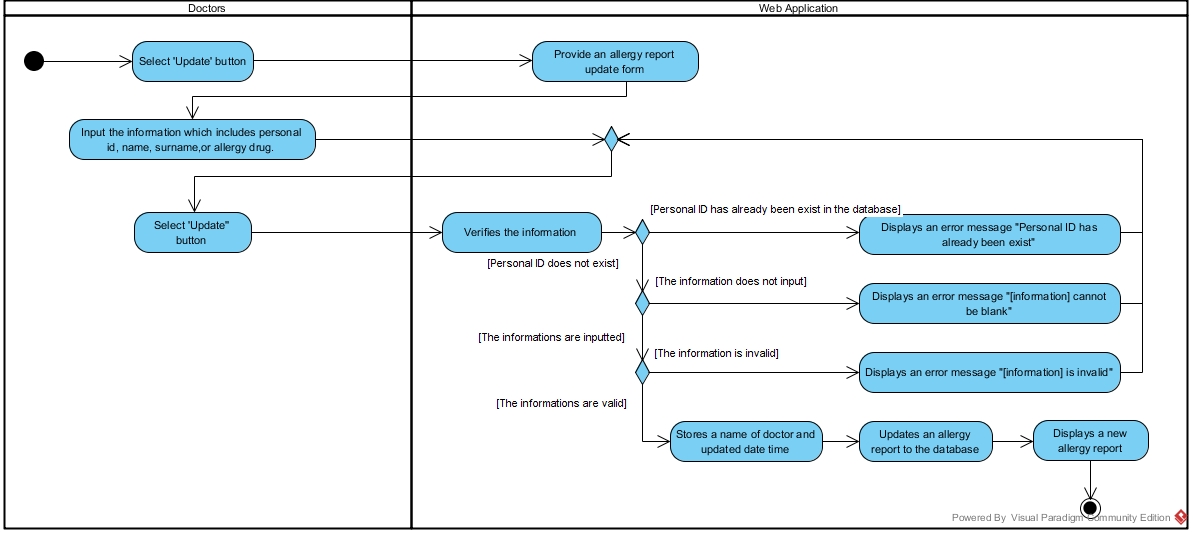 Doctors
Web Application
Select 'Update' button
Provide an allergy report
update form
Input the information which includes personal
id, name, surname,or allergy drug.
Select 'Update"
button
Verifies the information
[Personal ID has already been exist in the database]
Displays an error message "Personal ID has
already been exist"
[Personal ID does not exist]
[The information does not input]
Displays an error message "[information] cannot
be blank"
[The informations are inputted]
[The information is invalid]
Displays an error message "[information] is invalid"
[The informations are valid]
Stores a name of doctor and
updated date time
Updates an allergy
report to the database
Displays a new
allergy report
Powered By Visual Paradigm Community Edition